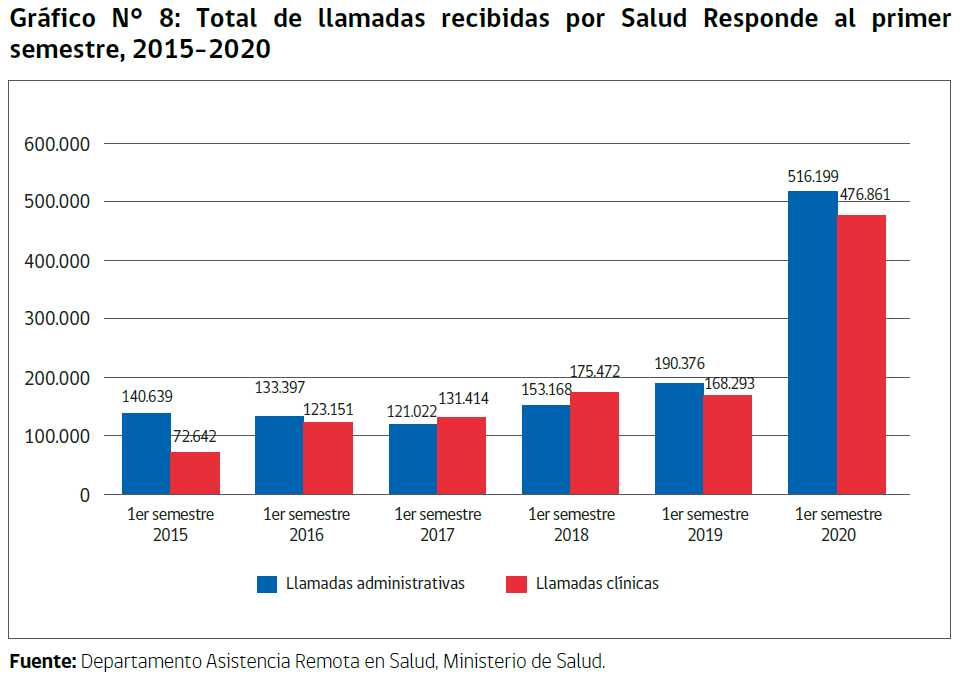 Gráfico N° 8: Total de llamadas recibidas por Salud Responde al primer
semestre, 2015-2020
600.000
500.000
400.000
300.000
200.000
100.000
0
140.639
72.642
133.397
123.151
121.022
131.414
153.168
175.472
190.376
168.293
516.199
476.861
1er semestre
2015
1er semestre
2016
1er semestre
2017
1er semestre
2018
1er semestre
2019
1er semestre
2020
Llamadas administrativas
Llamadas clínicas
Fuente: Departamento Asistencia Remota en Salud, Ministerio de Salud.